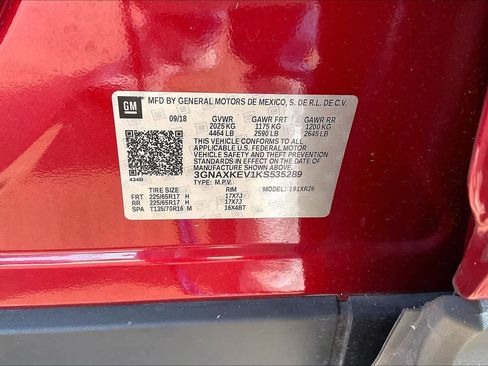 GM MFD BY GENERAL MOTORS DE MEXICO, S. DE R.L. DE C.V.
09/18 GVWR GAWR FRT GAWR RR
2025 KG 1175 KG 1200 KG
4464 LB 2590 LB 2645 LB
THIS VEHICLE CONFORMS TO ALL
APPLICABLE U.S. FEDERAL MOTOR
VEHICLE SAFETY, BUMPER, AND THEFT
PREVENTION STANDARDS IN EFFECT ON
THE DATE OF MANUFACTURE SHOWN ABOVE.
434B 3GNAXKEV1KS535289
TYPE: M.P.V. MODEL: 191XR26
TIRE SIZE RIM
FRT 225/65R17 H 17X7J
RR 225/65R17 H 17X7J
SPA T135/70R16 M 16X4B7